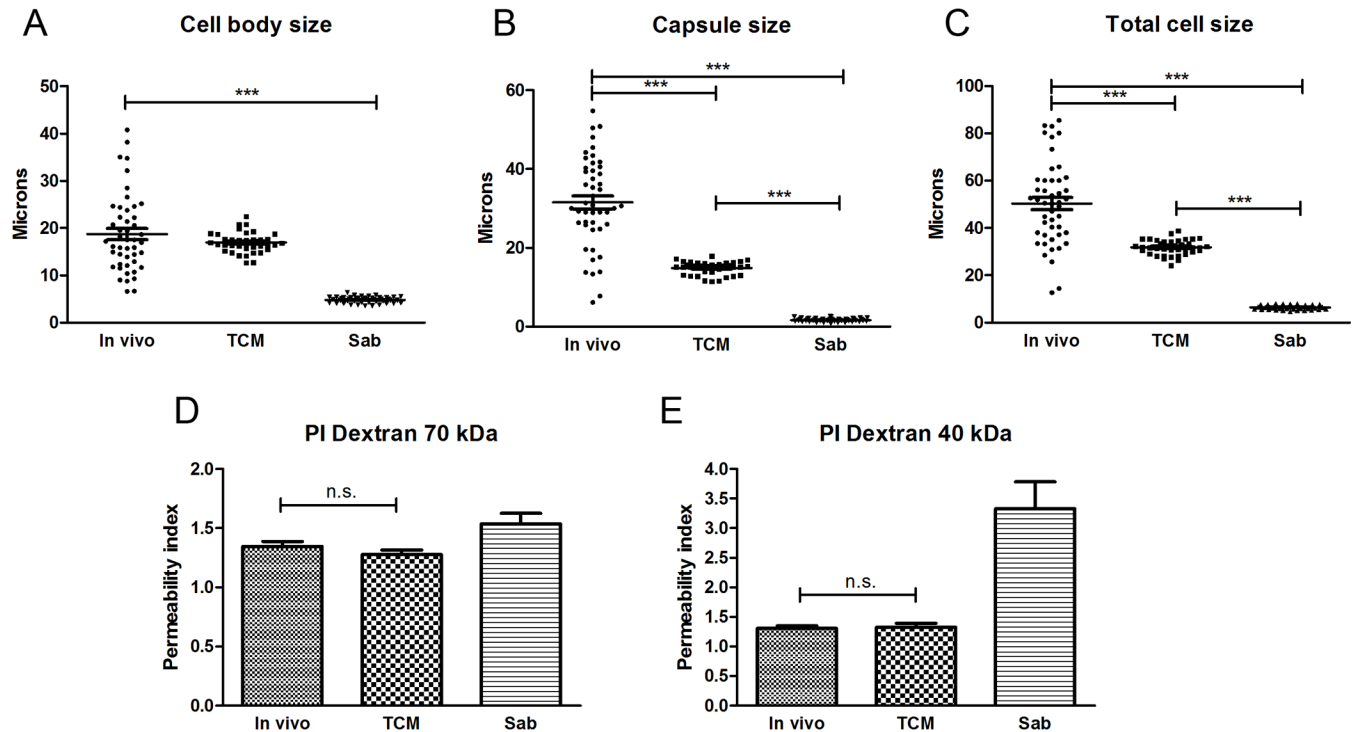 A
Cell body size
Microns
50
40
30
20
10
0
***
In vivo
TCM
Sab
B
Capsule size
Microns
60
40
20
0
***
***
***
In vivo
TCM
Sab
C
Total cell size
Microns
100
80
60
40
20
0
***
***
***
In vivo
TCM
Sab
D
PI Dextran 70 kDa
Permeability index
2.0
1.5
1.0
0.5
0.0
n.s.
In vivo
TCM
Sab
E
PI Dextran 40 kDa
Permeability index
4.0
3.5
3.0
2.5
2.0
1.5
1.0
0.5
0.0
n.s.
In vivo
TCM
Sab